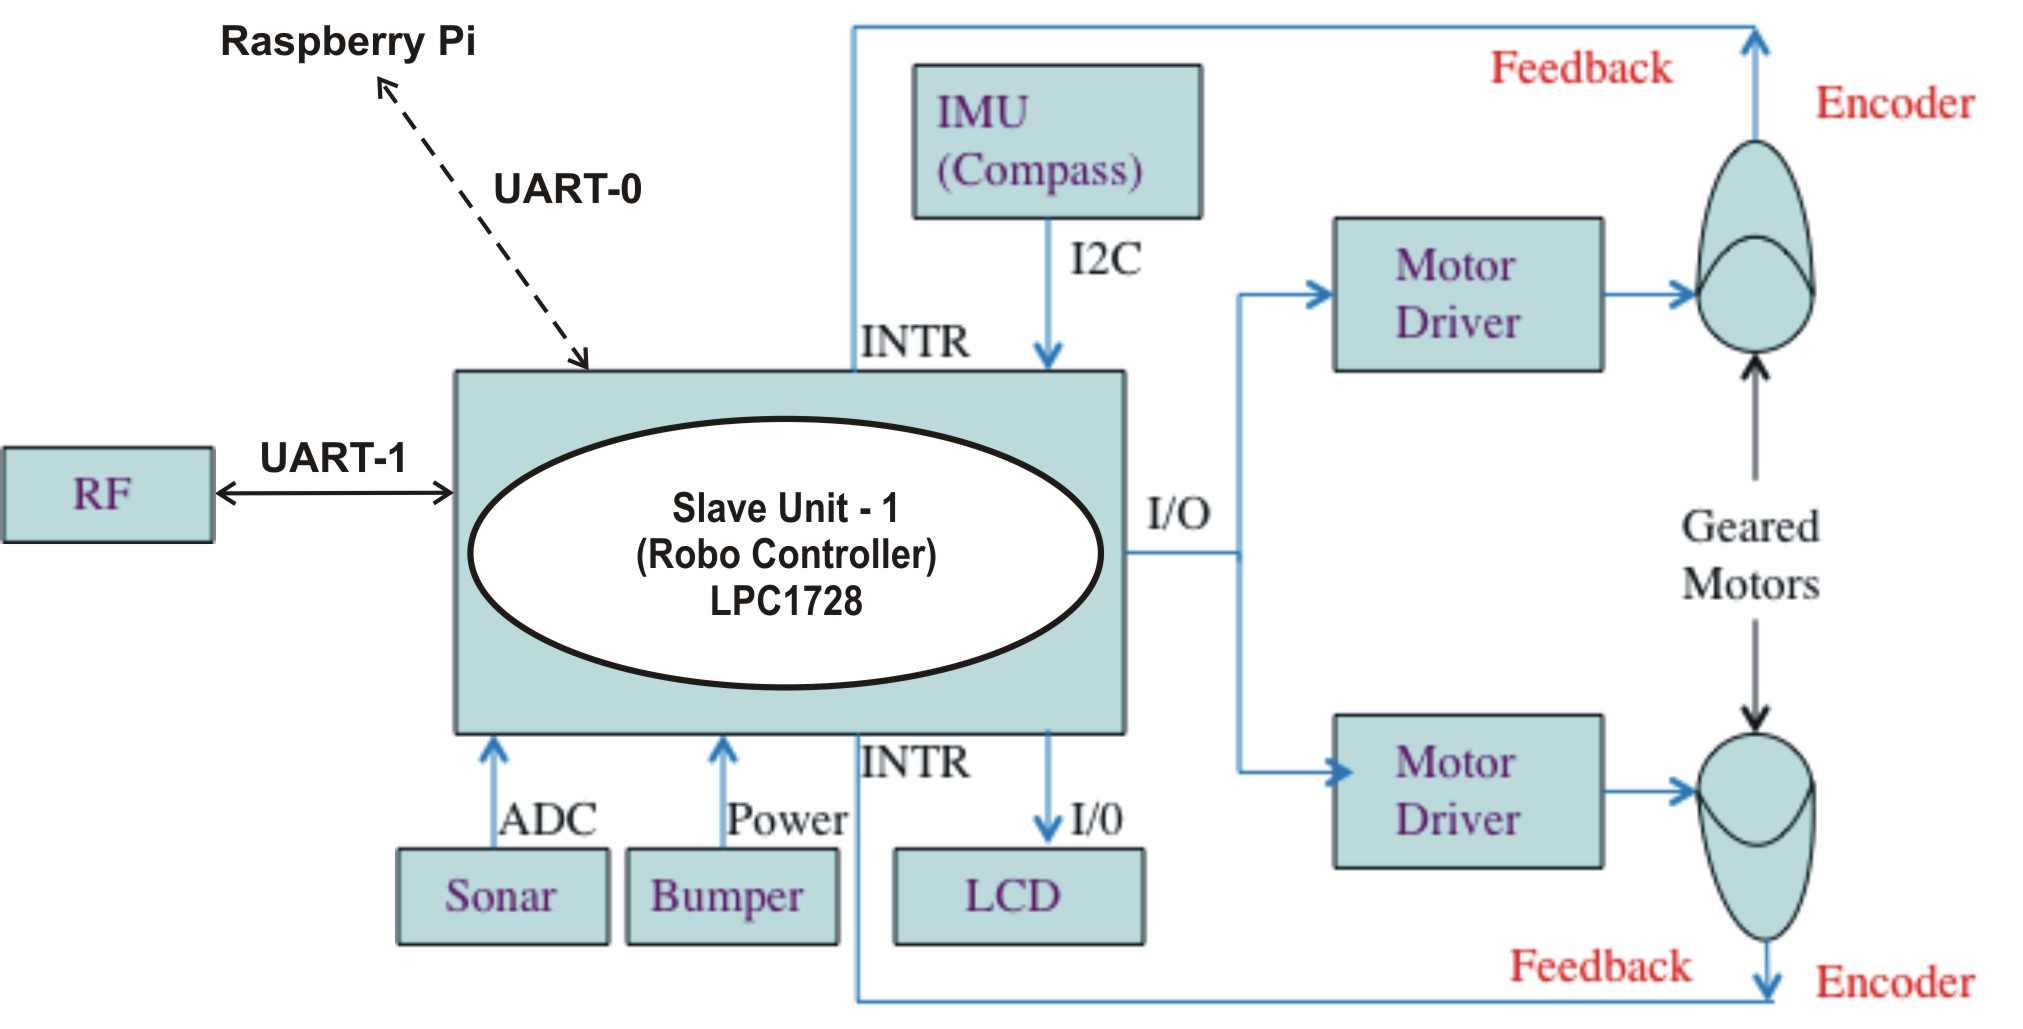 Raspberry Pi
Feedback
Encoder
IMU
(Compass)
UART-0
I2C
Motor
Driver
INTR
UART-1
RF
Slave Unit - 1
(Robo Controller)
LPC1728
I/O
Geared
Motors
INTR
ADC
Power
I/0
Motor
Driver
Sonar
Bumper
LCD
Feedback
Encoder